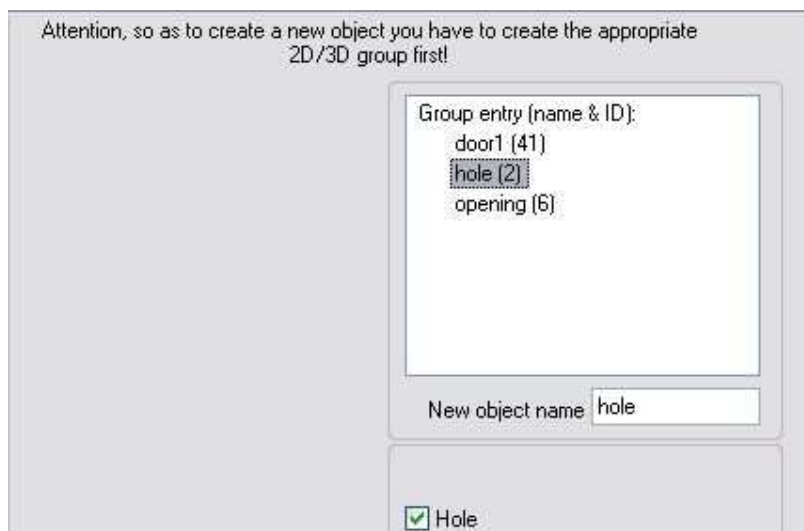 Attention, so as to create a new object you have to create the appropriate
2D/3D group first!
Group entry (name & ID):
door1 (41)
hole (2)
opening (6)
New object name hole
Hole